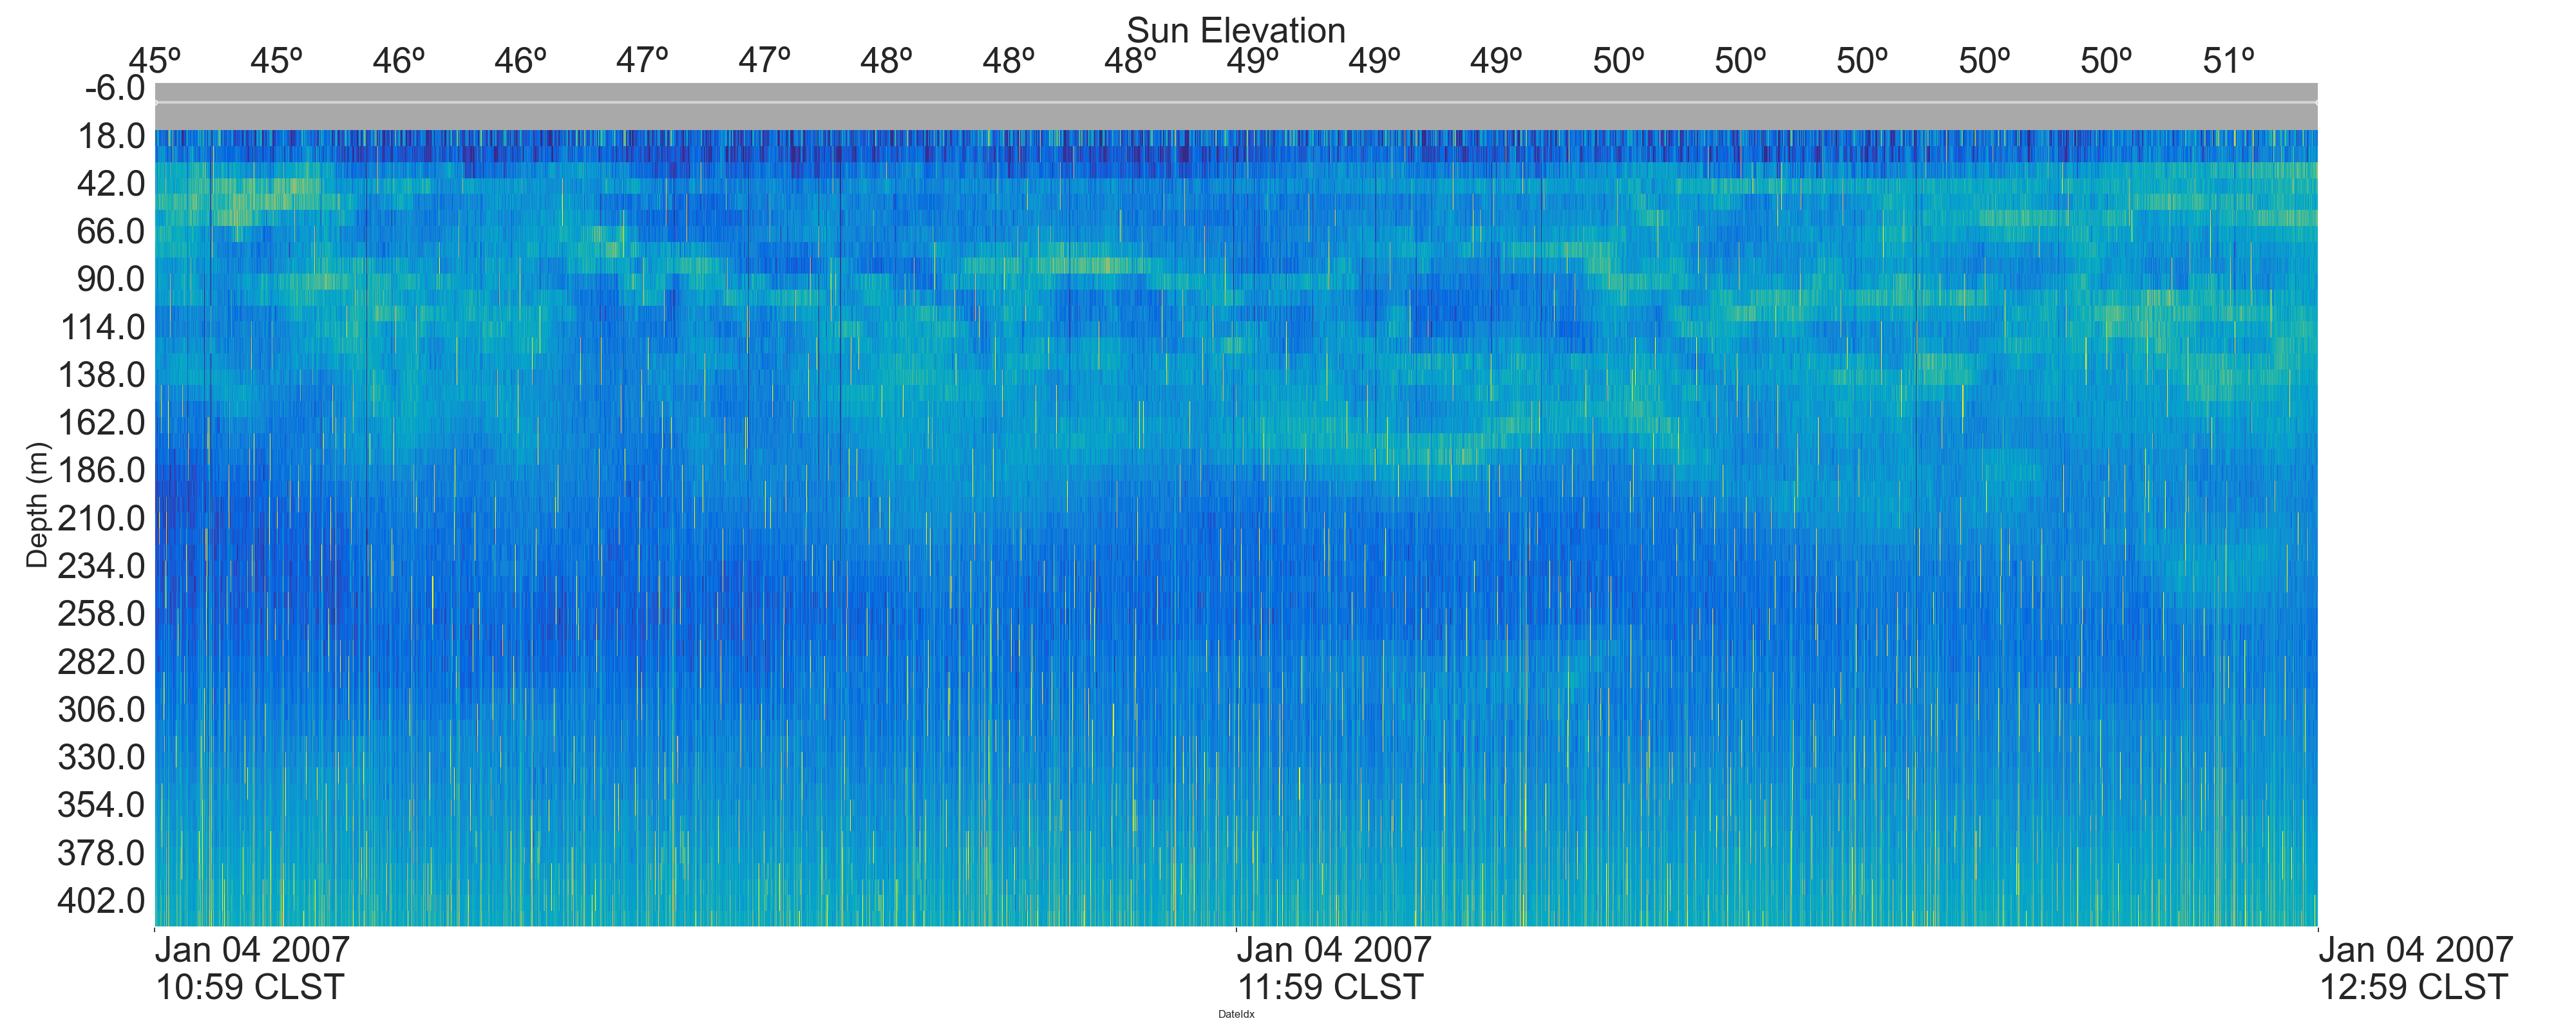 Sun Elevation
45º 45º 46º 46º 47º 47º 48º 48º 48º 49º 49º 49º 50º 50º 50º 50º 50º 51º
-6.0
18.0
42.0
66.0
90.0
114.0
138.0
162.0
186.0
210.0
234.0
258.0
282.0
306.0
330.0
354.0
378.0
402.0
Depth (m)
Jan 04 2007
10:59 CLST
Jan 04 2007
11:59 CLST
Jan 04 2007
12:59 CLST
DateIdx